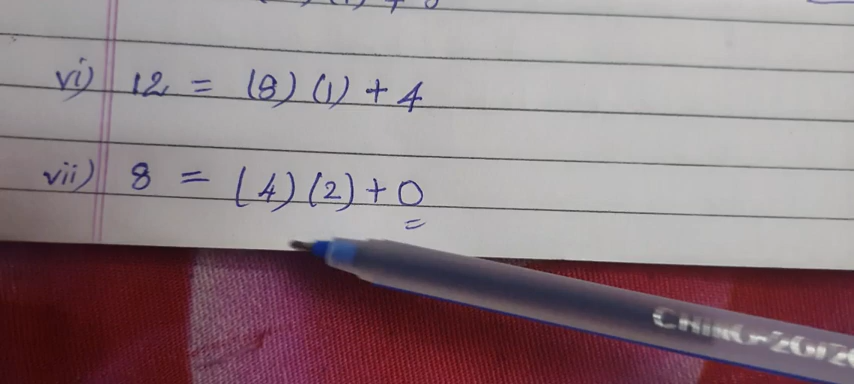 vi) 12 = (8) (1) + 4
vii) 8 = (4) (2) + 0